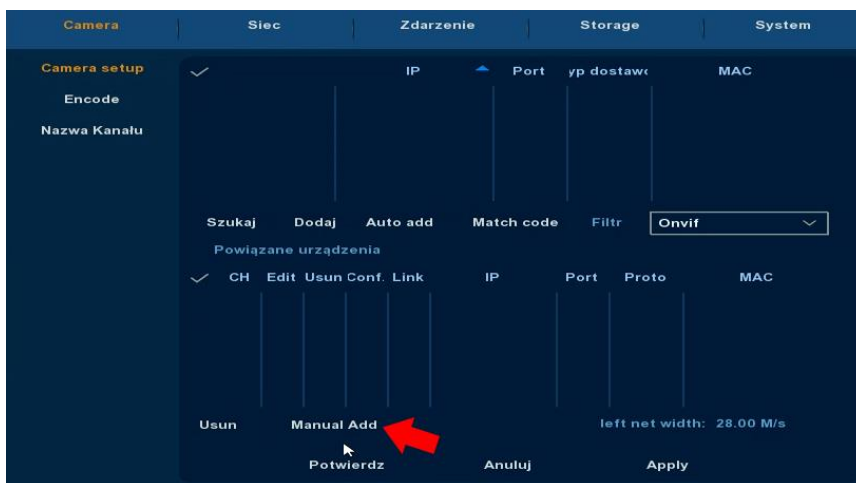 Camera Siec Zdarzenie Storage System
Camera setup
Encode
Nazwa Kanału
IP Port yp dostawc MAC
Szukaj Dodaj Auto add Match code Filtr Onvif
Powiązane urządzenia
CH Edit Usun Conf. Link IP Port Proto MAC
Usun Manual Add left net width: 28.00 M/s
Potwierdz Anuluj Apply